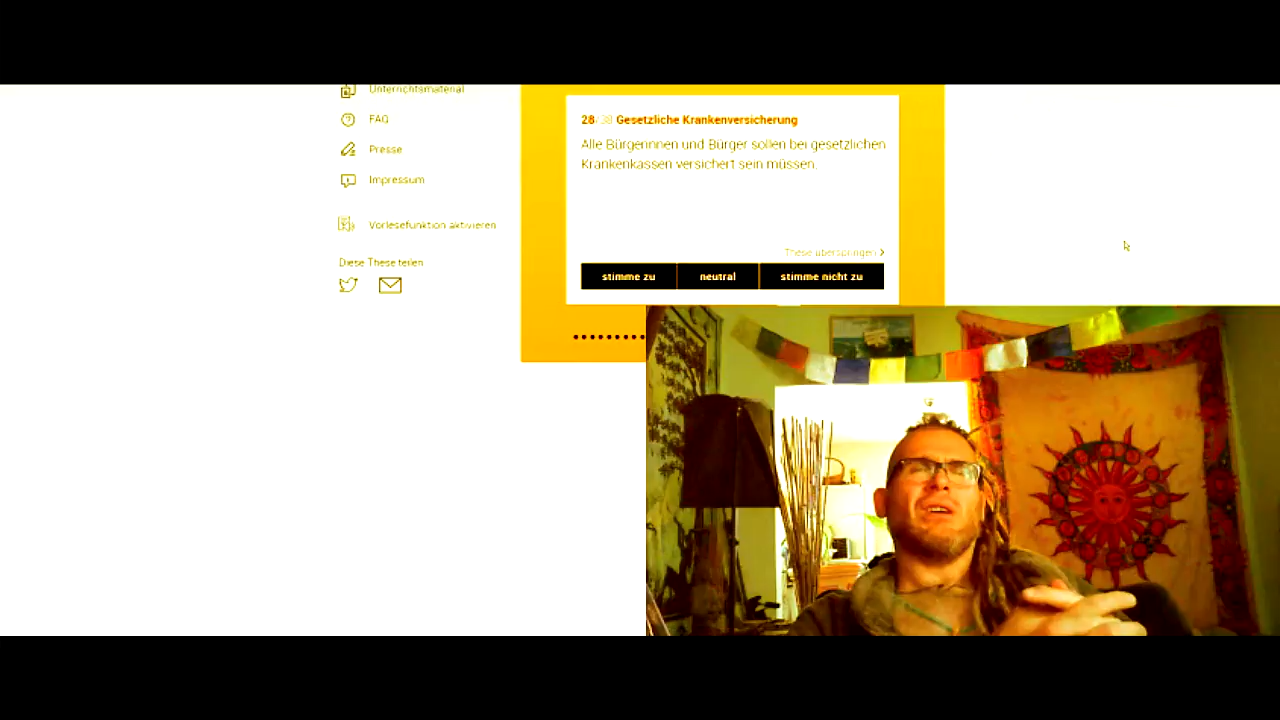 Unterrichtsmaterial
FAQ
Presse
Impressum
Vorlesefunktion aktivieren
Diese These teilen
28/38 Gesetzliche Krankenversicherung
Alle Bürgerinnen und Bürger sollen bei gesetzlichen
Krankenkassen versichert sein müssen.
These überspringen
stimme zu
neutral
stimme nicht zu